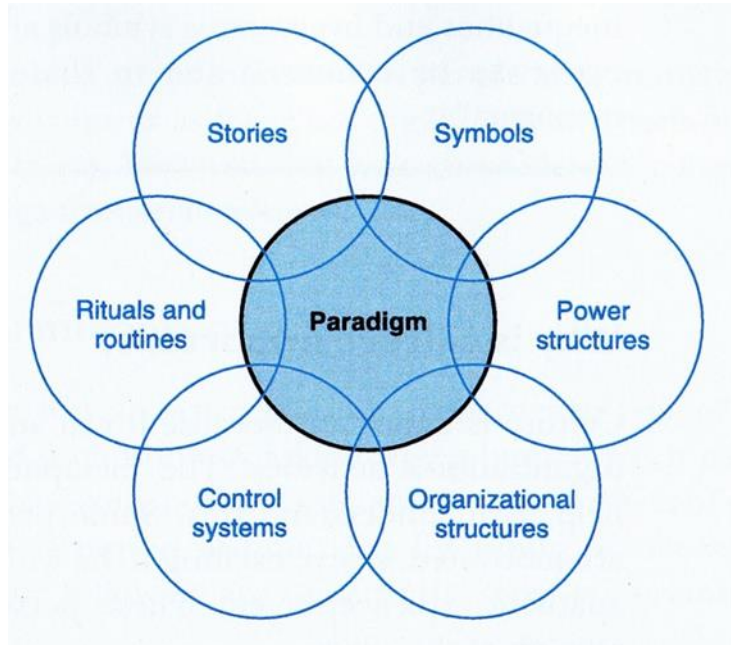 Stories
Symbols
Rituals and
routines
Paradigm
Power
structures
Control
systems
Organizational
structures